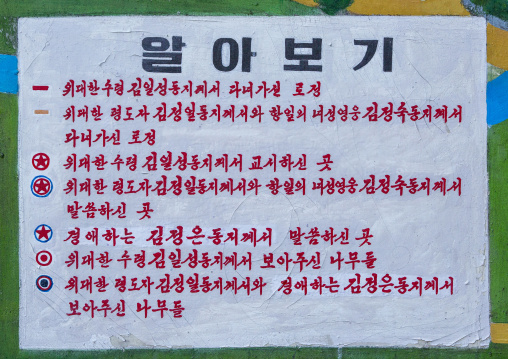 알아보기
위대한 수령 김일성동지께서 다녀가신 로정
위대한 령도자 김정일동지께서와 항일의 녀성영웅 김정숙동지께서
다녀가신 로정
위대한 수령 김일성동지께서 교시하신 곳
위대한 령도자 김정일동지께서와 항일의 녀성영웅 김정숙동지께서
말씀하신 곳
경애하는 김정은동지께서 말씀하신 곳
위대한 수령 김일성동지께서 보아주신 나무들
위대한 령도자 김정일동지께서와 경애하는 김정은동지께서
보아주신 나무들